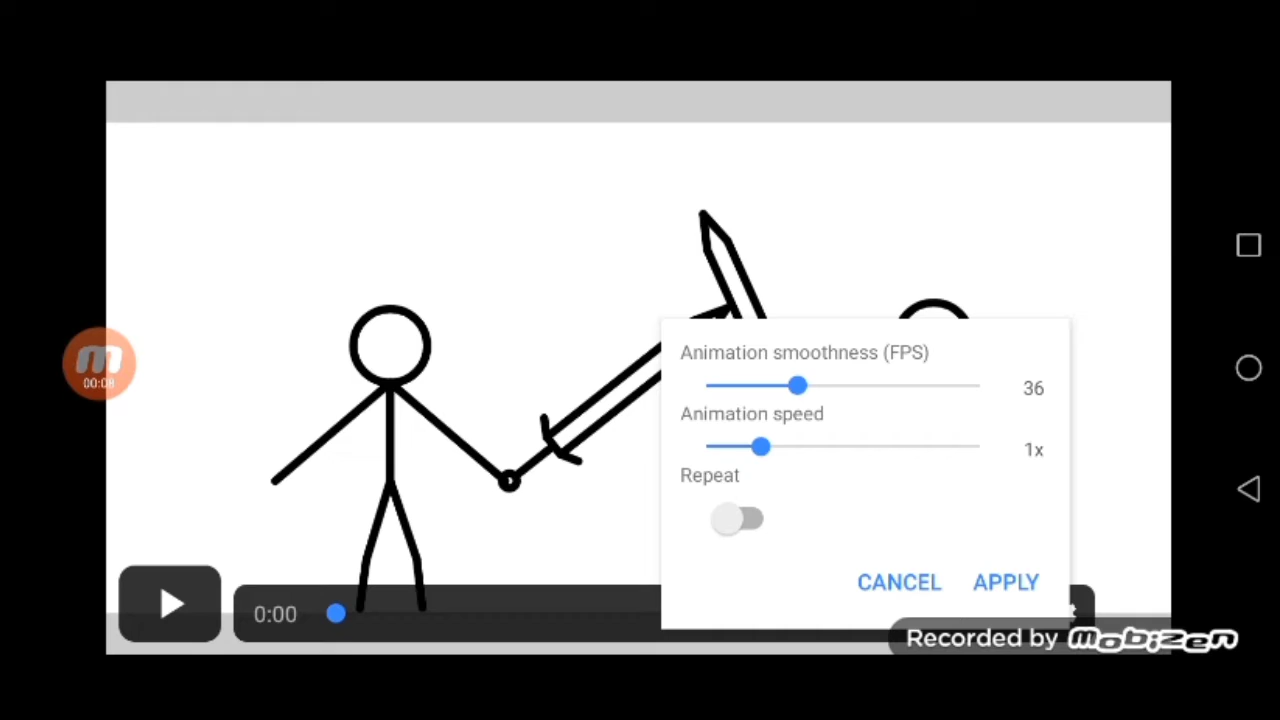 Animation smoothness (FPS)
36
Animation speed
1x
Repeat
00:08
CANCEL APPLY
0:00
Recorded by Mobizen